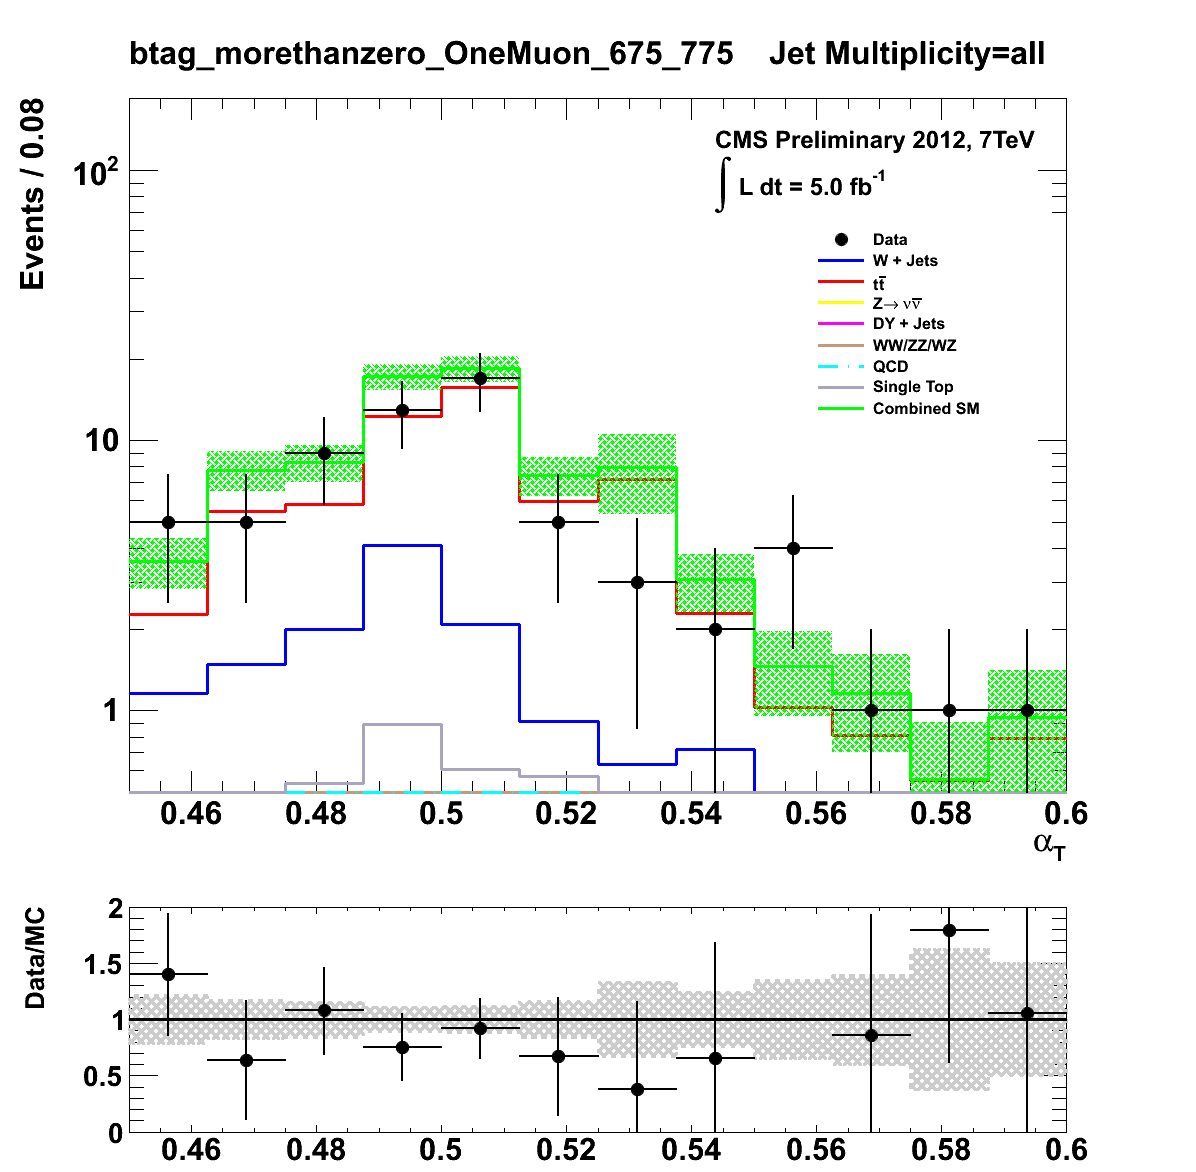 btag_morethanzero_OneMuon_675_775 Jet Multiplicity=all
Events / 0.08
CMS Preliminary 2012, 7TeV
∫ L dt = 5.0 fb⁻¹
Data
W + Jets
tt̅
Z→ νν̅
DY + Jets
WW/ZZ/WZ
QCD
Single Top
Combined SM
10²
10
1
0.46 0.48 0.5 0.52 0.54 0.56 0.58 0.6
α_T
Data/MC
2
1.5
1
0.5
0
0.46 0.48 0.5 0.52 0.54 0.56 0.58 0.6